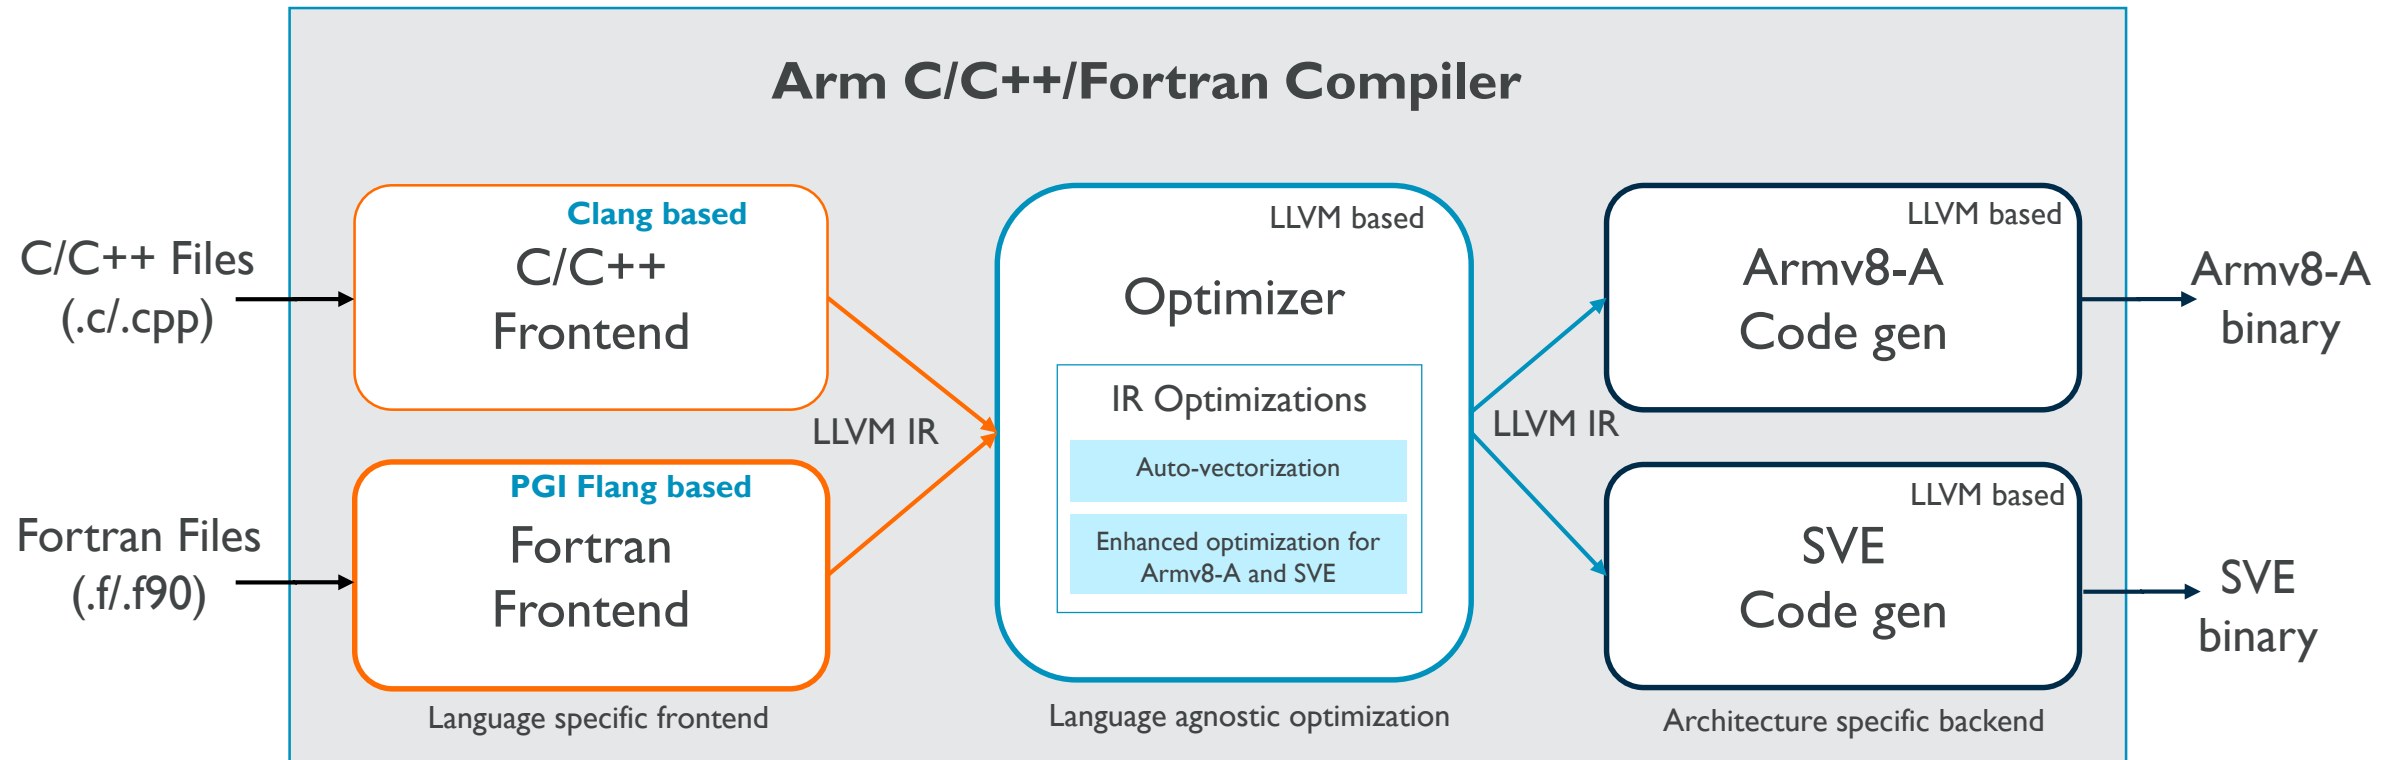 Arm C/C++/Fortran Compiler
C/C++ Files
(.c/.cpp)
Fortran Files
(.f/.f90)
Clang based
C/C++
Frontend
PGI Flang based
Fortran
Frontend
Language specific frontend
LLVM IR
LLVM based
Optimizer
IR Optimizations
Auto-vectorization
Enhanced optimization for
Armv8-A and SVE
Language agnostic optimization
LLVM IR
LLVM based
Armv8-A
Code gen
LLVM based
SVE
Code gen
Architecture specific backend
Armv8-A
binary
SVE
binary